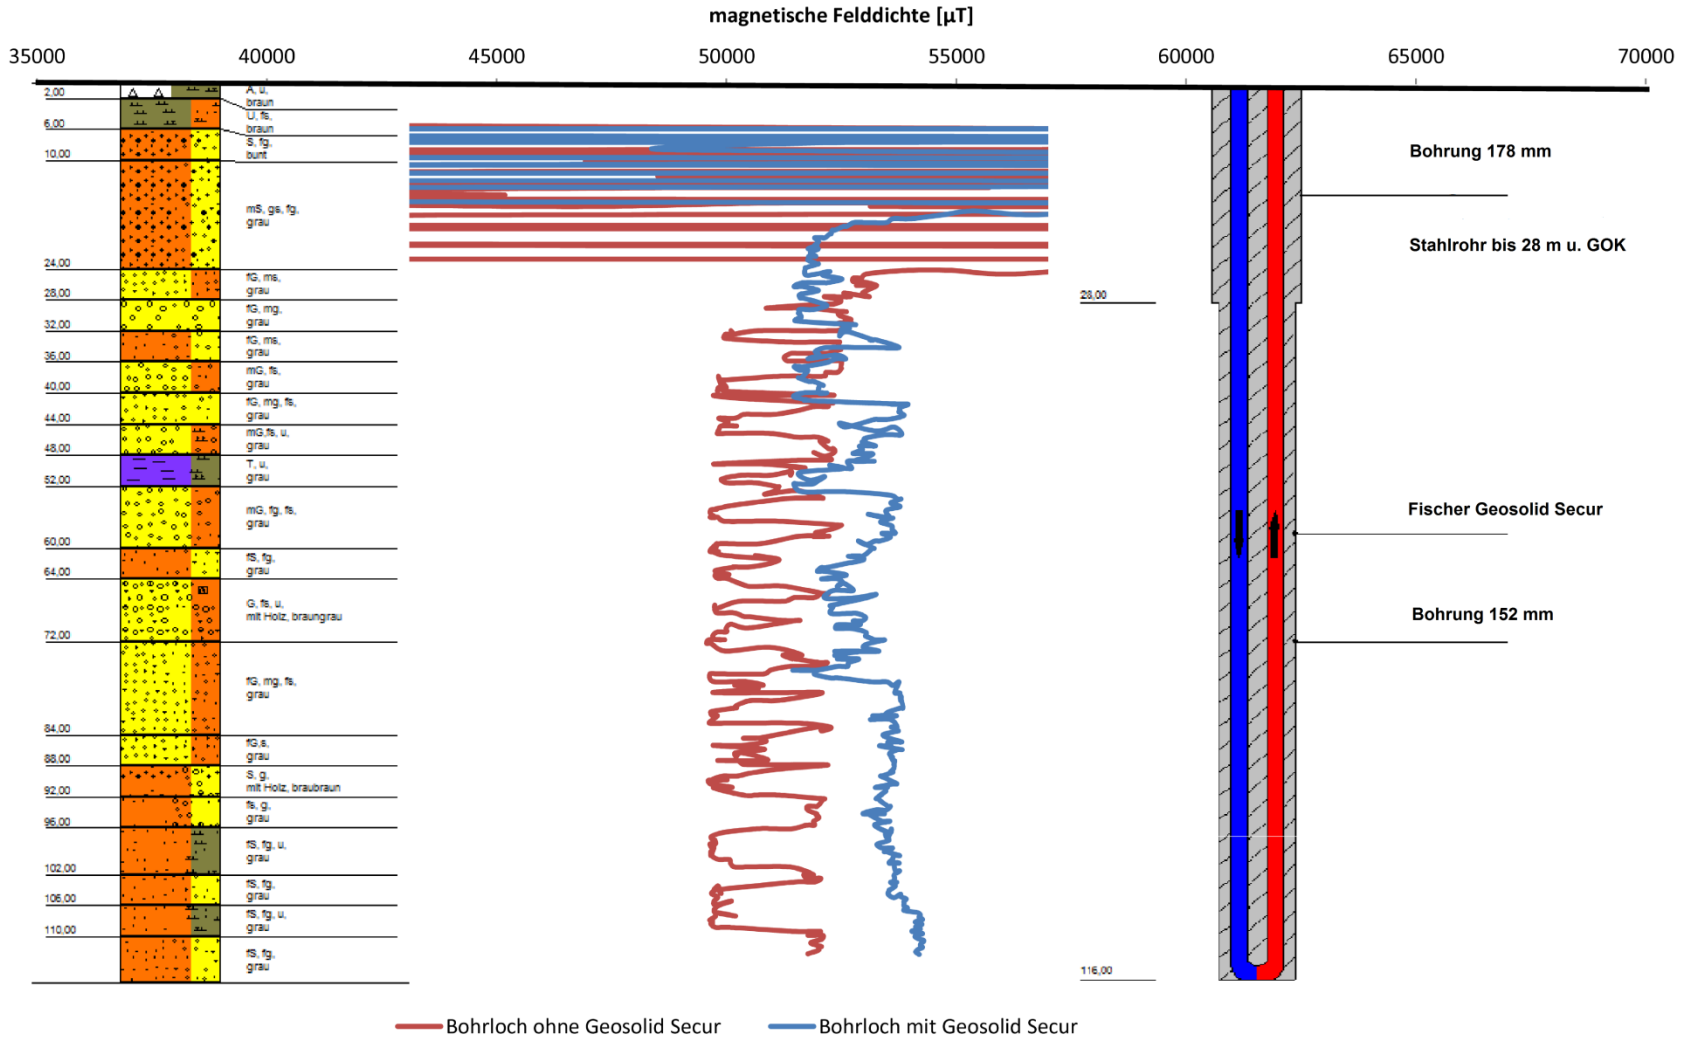 magnetische Felddichte [µT]
35000 40000 45000 50000 55000 60000 65000 70000
2,00
A, u,
braun
U, fs,
braun
6,00
S, fg,
bunt
10,00
mS, gs, fg,
grau
24,00
fG, ms,
grau
28,00
fG, mg,
grau
32,00
fG, ms,
grau
36,00
mG, fs,
grau
40,00
fG, mg, fs,
grau
44,00
mG,fs, u,
grau
48,00
T, u,
grau
52,00
mG, fg, fs,
grau
60,00
fS, fg,
grau
64,00
G, fs, u,
mit Holz, braungrau
72,00
fG, mg, fs,
grau
84,00
fG,s,
grau
88,00
S, g,
mit Holz, braubraun
92,00
fs, g,
grau
96,00
fS, fg, u,
grau
102,00
fS, fg,
grau
106,00
fS, fg, u,
grau
110,00
fS, fg,
grau
Bohrung 178 mm
Stahlrohr bis 28 m u. GOK
28,00
Fischer Geosolid Secur
Bohrung 152 mm
116,00
Bohrloch ohne Geosolid Secur
Bohrloch mit Geosolid Secur